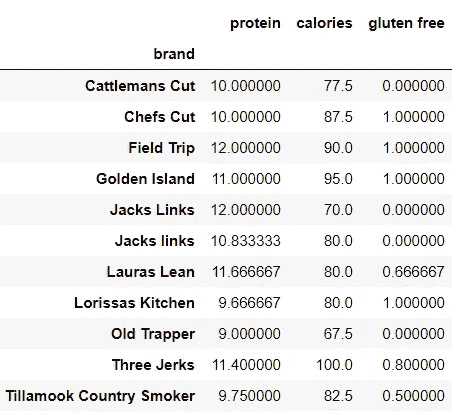 protein calories gluten free
brand
Cattlemans Cut 10.000000 77.5 0.000000
Chefs Cut 10.000000 87.5 1.000000
Field Trip 12.000000 90.0 1.000000
Golden Island 11.000000 95.0 1.000000
Jacks Links 12.000000 70.0 0.000000
Jacks links 10.833333 80.0 0.000000
Lauras Lean 11.666667 80.0 0.666667
Lorissas Kitchen 9.666667 80.0 1.000000
Old Trapper 9.000000 67.5 0.000000
Three Jerks 11.400000 100.0 0.800000
Tillamook Country Smoker 9.750000 82.5 0.500000